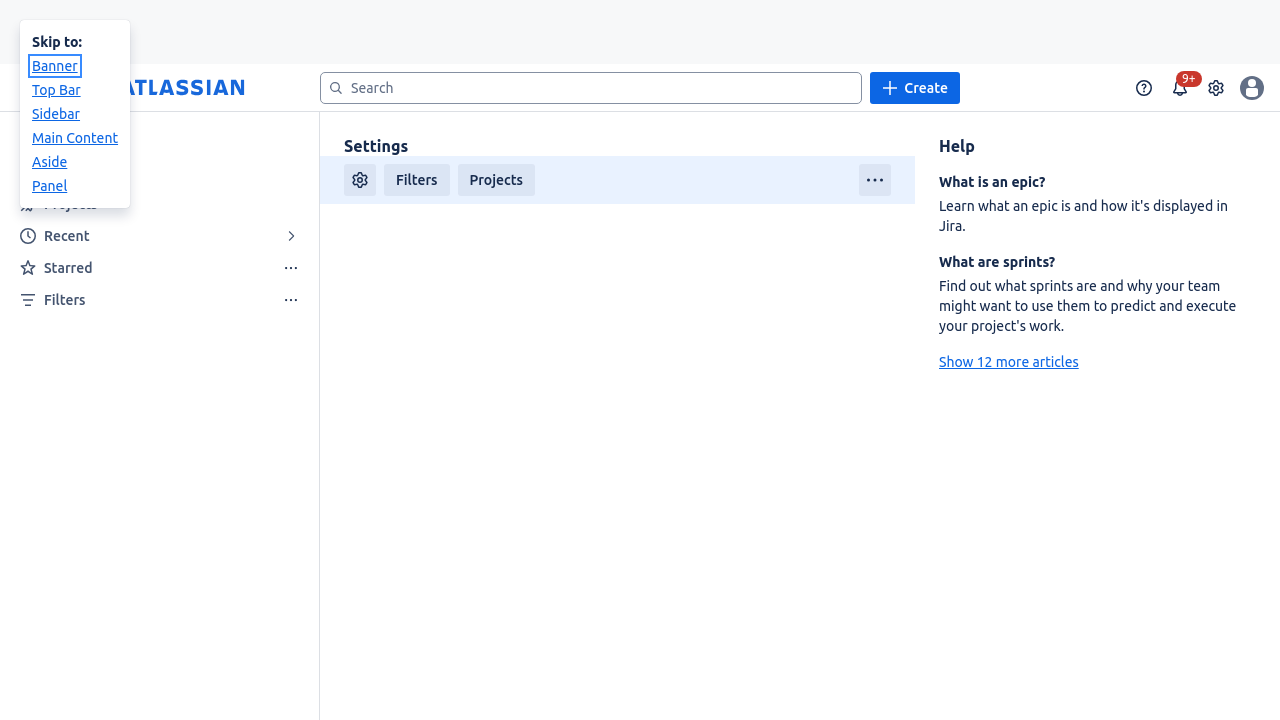 Skip to:
Banner
Top Bar
Sidebar
Main Content
Aside
Panel
ATLASSIAN
Search
Create
9+
Projects
Recent
Starred
Filters
Settings
Filters
Projects
Help
What is an epic?
Learn what an epic is and how it's displayed in
Jira.
What are sprints?
Find out what sprints are and why your team
might want to use them to predict and execute
your project's work.
Show 12 more articles